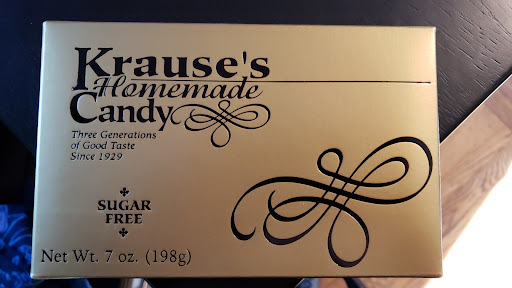 Krause's
Homemade
Candy
Three Generations
of Good Taste
Since 1929
SUGAR
FREE
Net Wt. 7 oz. (198g)